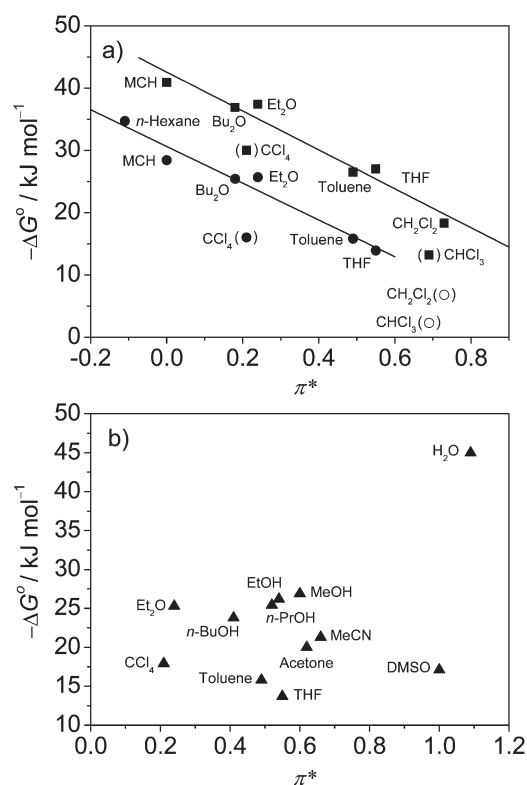 50
a)
40
MCH
Et₂O
n-Hexane
Bu₂O
30
( ) CCl₄
MCH
Et₂O
Toluene
THF
Bu₂O
20
CH₂Cl₂
CCl₄ ( )
Toluene
( ) CHCl₃
10
THF
CH₂Cl₂ ( )
CHCl₃ ( )
0
-0.2 0.0 0.2 0.4 0.6 0.8
−ΔG° / kJ mol⁻¹
π*
50
b)
45
H₂O
40
35
30
EtOH
MeOH
25
Et₂O
n-BuOH
n-PrOH
MeCN
20
CCl₄
Acetone
DMSO
15
Toluene
THF
10
0.0 0.2 0.4 0.6 0.8 1.0 1.2
−ΔG° / kJ mol⁻¹
π*